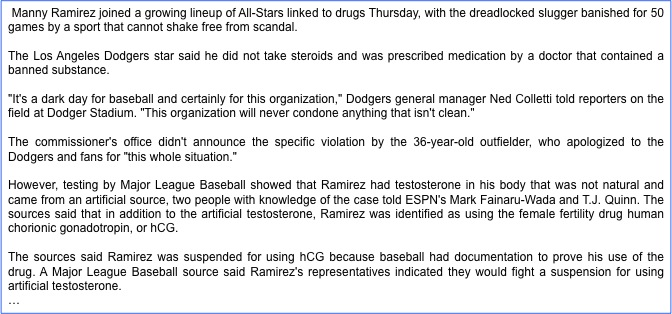 Manny Ramirez joined a growing lineup of All-Stars linked to drugs Thursday, with the dreadlocked slugger banished for 50
games by a sport that cannot shake free from scandal.
The Los Angeles Dodgers star said he did not take steroids and was prescribed medication by a doctor that contained a
banned substance.
"It's a dark day for baseball and certainly for this organization," Dodgers general manager Ned Colletti told reporters on the
field at Dodger Stadium. "This organization will never condone anything that isn't clean."
The commissioner's office didn't announce the specific violation by the 36-year-old outfielder, who apologized to the
Dodgers and fans for "this whole situation."
However, testing by Major League Baseball showed that Ramirez had testosterone in his body that was not natural and
came from an artificial source, two people with knowledge of the case told ESPN's Mark Fainaru-Wada and T.J. Quinn. The
sources said that in addition to the artificial testosterone, Ramirez was identified as using the female fertility drug human
chorionic gonadotropin, or hCG.
The sources said Ramirez was suspended for using hCG because baseball had documentation to prove his use of the
drug. A Major League Baseball source said Ramirez's representatives indicated they would fight a suspension for using
artificial testosterone.
…